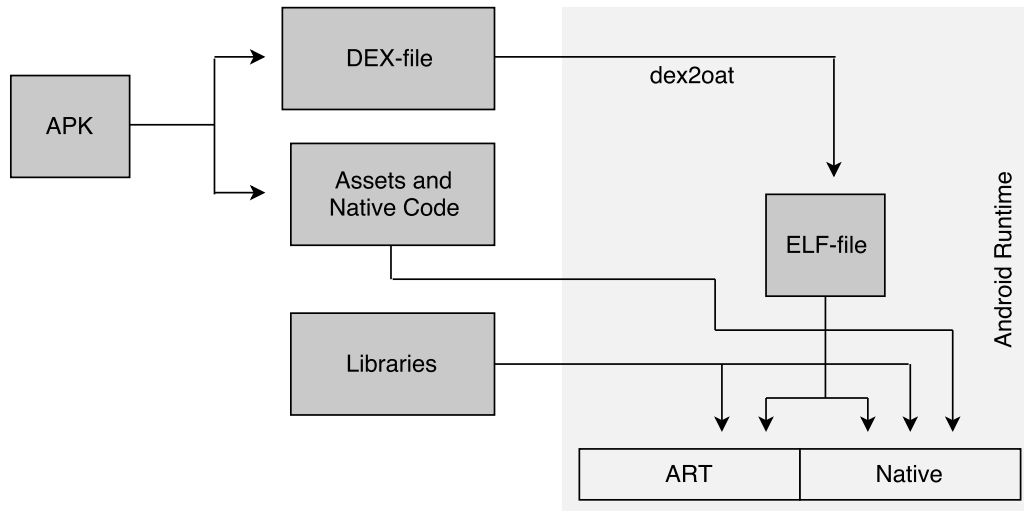 DEX-file
dex2oat
APK
Assets and
Native Code
ELF-file
Android Runtime
Libraries
ART
Native